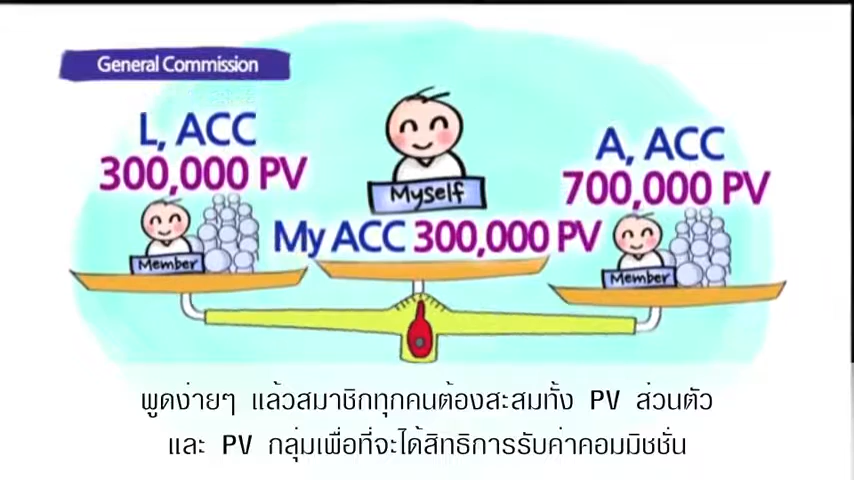 General Commission
L, ACC
300,000 PV
A, ACC
700,000 PV
Myself
My ACC 300,000 PV
Member
Member
พูดง่ายๆ แล้วสมาชิกทุกคนต้องสะสมทั้ง PV ส่วนตัว
และ PV กลุ่มเพื่อที่จะได้สิทธิการรับค่าคอมมิชชั่น